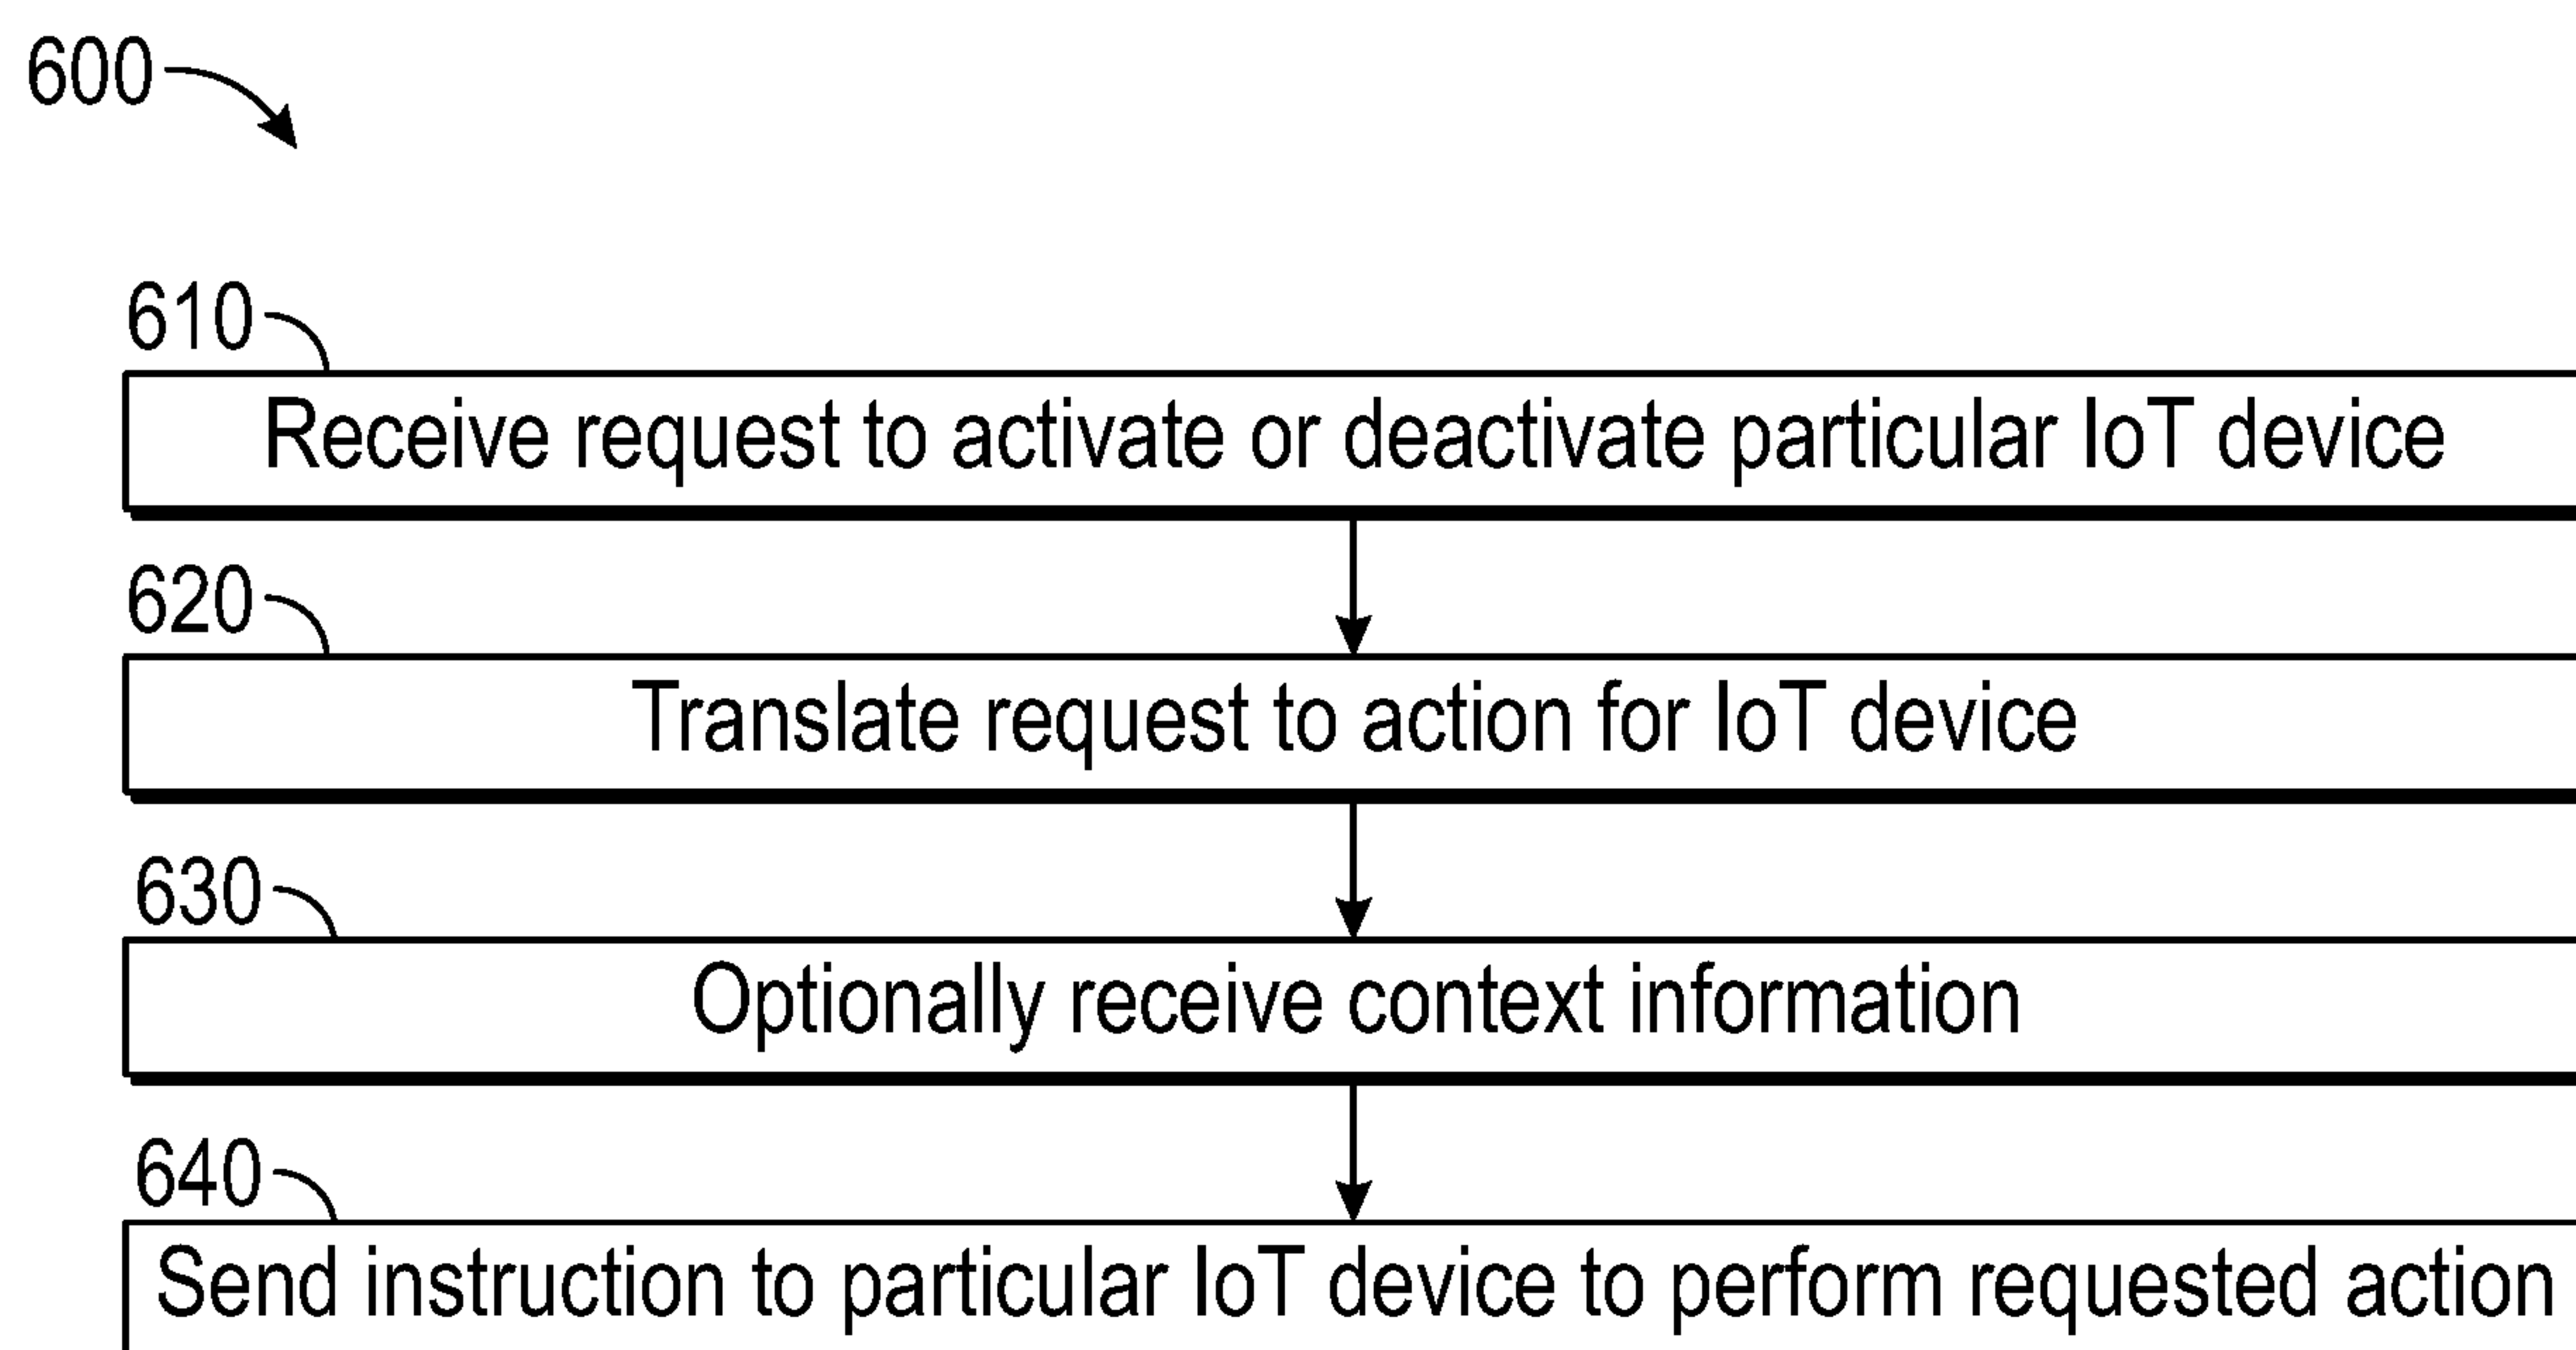 600
610
Receive request to activate or deactivate particular IoT device
620
Translate request to action for IoT device
630
Optionally receive context information
640
Send instruction to particular IoT device to perform requested action